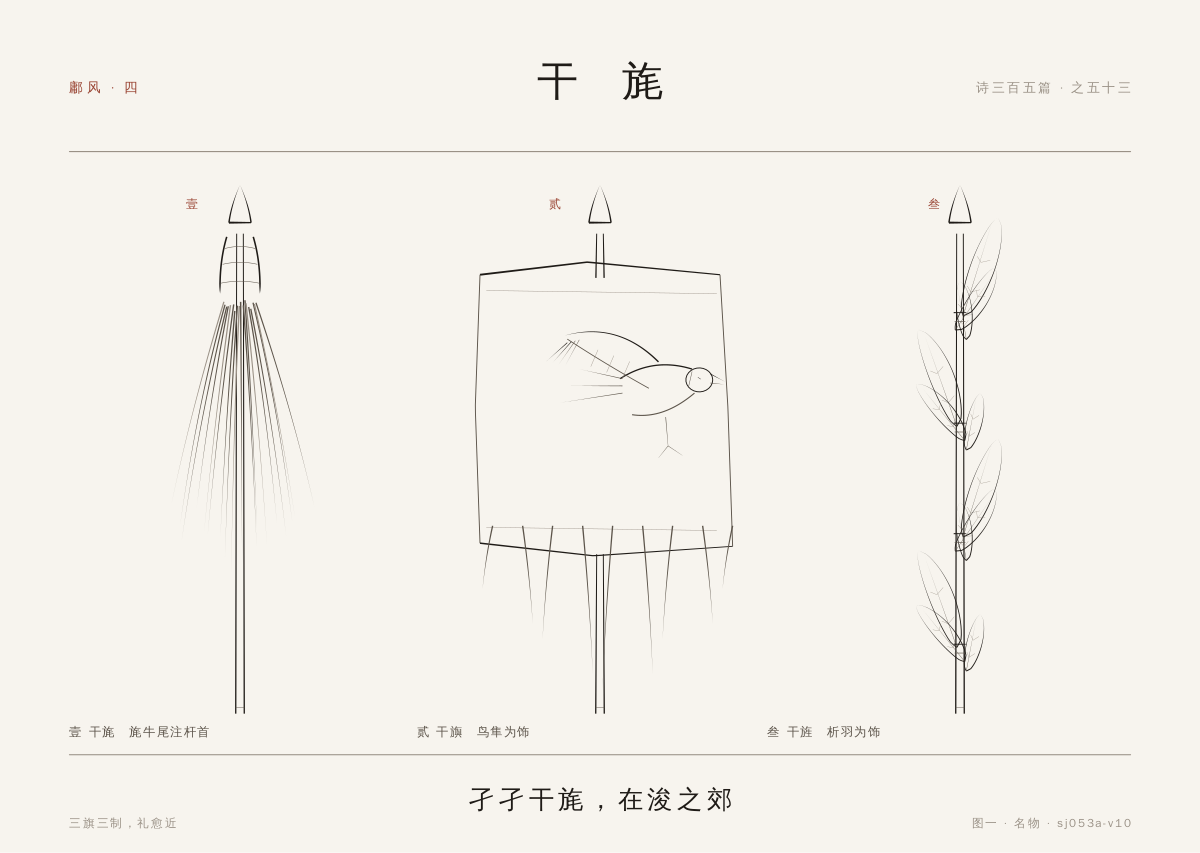 鄘风 · 四
干 旄
诗三百五篇 · 之五十三
壹
贰
叁
壹 干旄 旄牛尾注杆首
贰 干旟 鸟隼为饰
叁 干旌 析羽为饰
孑孑干旄，在浚之郊
三旗三制，礼愈近
图一 · 名物 · sj053a-v10